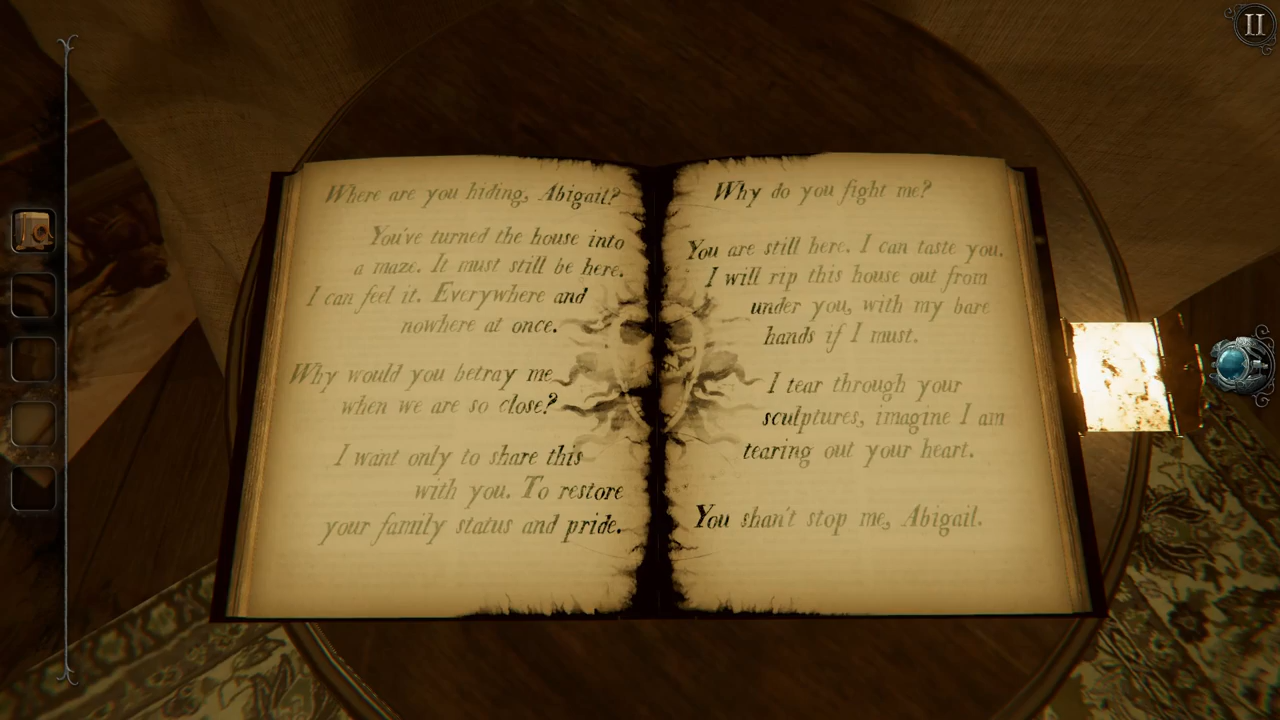 Where are you hiding, Abigail?
You've turned the house into
a maze. It must still be here.
I can feel it. Everywhere and
nowhere at once.
Why would you betray me
when we are so close?
I want only to share this
with you. To restore
your family status and pride.
Why do you fight me?
You are still here. I can taste you.
I will rip this house out from
under you, with my bare
hands if I must.
I tear through your
sculptures, imagine I am
tearing out your heart.
You shan't stop me, Abigail.
II